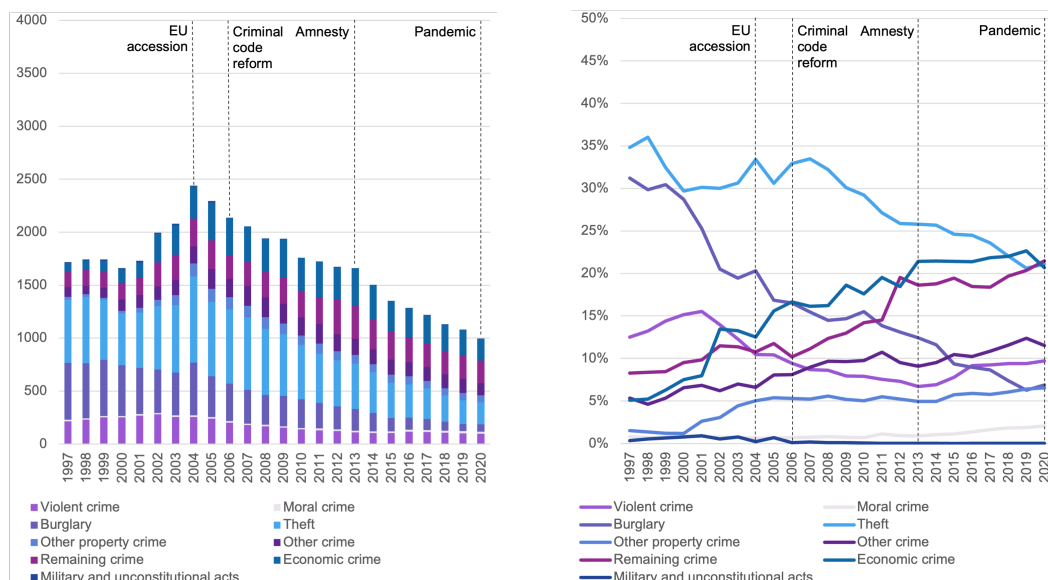 4000
3500
3000
2500
2000
1500
1000
500
0
EU
accession
Criminal
code
reform
Amnesty
Pandemic
1997
1998
1999
2000
2001
2002
2003
2004
2005
2006
2007
2008
2009
2010
2011
2012
2013
2014
2015
2016
2017
2018
2019
2020
Violent crime
Moral crime
Burglary
Theft
Other property crime
Other crime
Remaining crime
Economic crime
Military and unconstitutional acts
50%
45%
40%
35%
30%
25%
20%
15%
10%
5%
0%
EU
accession
Criminal
code
reform
Amnesty
Pandemic
1997
1998
1999
2000
2001
2002
2003
2004
2005
2006
2007
2008
2009
2010
2011
2012
2013
2014
2015
2016
2017
2018
2019
2020
Violent crime
Moral crime
Burglary
Theft
Other property crime
Other crime
Remaining crime
Economic crime
Military and unconstitutional acts